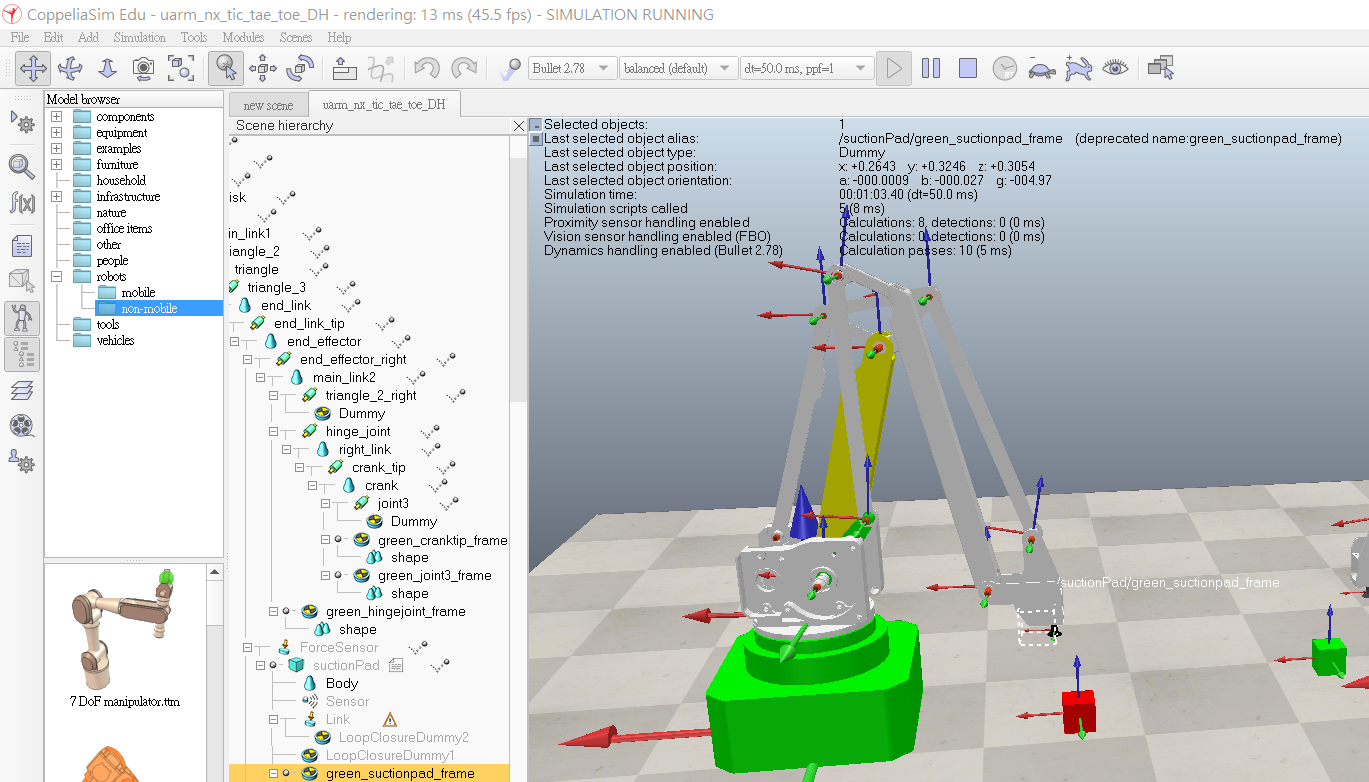 CoppeliaSim Edu - uarm_nx_tic_tae_toe_DH - rendering: 13 ms (45.5 fps) - SIMULATION RUNNING
File Edit Add Simulation Tools Modules Scenes Help
Bullet 2.78 balanced (default) dt=50.0 ms, ppf=1
Model browser
components
equipment
examples
furniture
household
infrastructure
nature
office items
other
people
robots
mobile
non-mobile
tools
vehicles
7 DoF manipulator.ttm
new scene uarm_nx_tic_tae_toe_DH
Scene hierarchy
isk
in_link1
iangle_2
triangle
triangle_3
end_link
end_link_tip
end_effector
end_effector_right
main_link2
triangle_2_right
Dummy
hinge_joint
right_link
crank_tip
crank
joint3
Dummy
green_cranktip_frame
shape
green_joint3_frame
shape
green_hingejoint_frame
shape
ForceSensor
suctionPad
Body
Sensor
Link
LoopClosureDummy2
LoopClosureDummy1
green_suctionpad_frame
Selected objects: 1
Last selected object alias: /suctionPad/green_suctionpad_frame (deprecated name:green_suctionpad_frame)
Last selected object type: Dummy
Last selected object position: x: +0.2643 y: +0.3246 z: +0.3054
Last selected object orientation: a: -000.0009 b: -000.027 g: -004.97
Simulation time: 00:01:03.40 (dt=50.0 ms)
Simulation scripts called 5 (8 ms)
Proximity sensor handling enabled Calculations: 8, detections: 0 (0 ms)
Vision sensor handling enabled (FBO) Calculations: 0, detections: 0 (0 ms)
Dynamics handling enabled (Bullet 2.78) Calculation passes: 10 (5 ms)
/suctionPad/green_suctionpad_frame